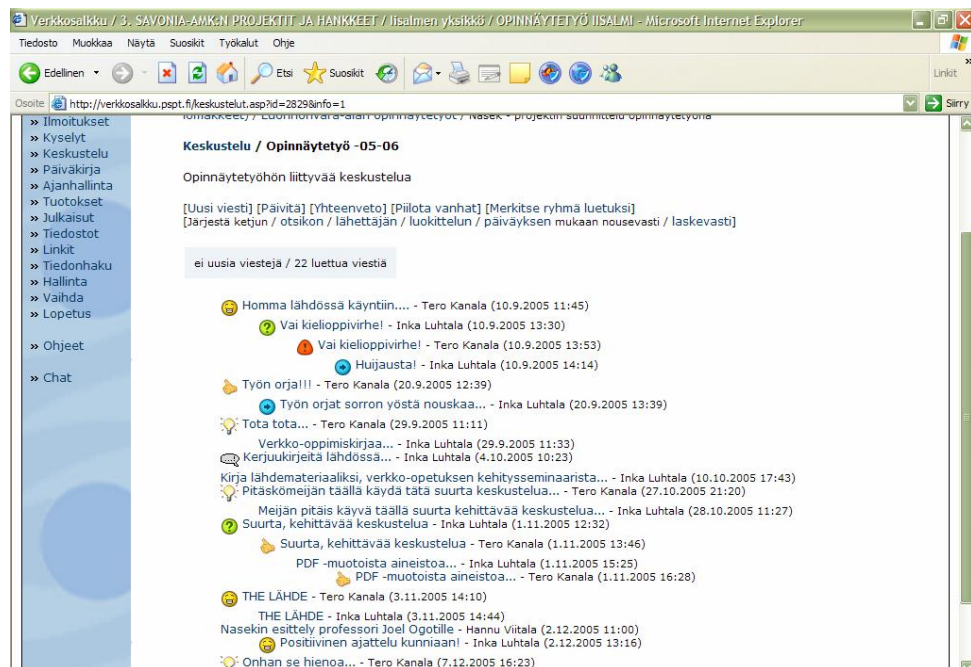 Verkkosalkku / 3. SAVONIA-AMK:N PROJEKTIT JA HANKKEET / Iisalmen yksikkö / OPINNÄYTETYÖ IISALMI - Microsoft Internet Explorer
Tiedosto Muokkaa Näytä Suosikit Työkalut Ohje
Edellinen Etsi Suosikit Linkit
Osoite http://verkkosalkku.pspt.fi/keskustelut.asp?id=2829&info=1 Siirry
» Ilmoitukset
» Kyselyt
» Keskustelu
» Päiväkirja
» Ajanhallinta
» Tuotokset
» Julkaisut
» Tiedostot
» Linkit
» Tiedonhaku
» Hallinta
» Vaihda
» Lopetus
» Ohjeet
» Chat
lomakkeet) / Luonnonvara-alan opinnäytetyöt / Nasek - projektin suunnittelu opinnäytetyönä
Keskustelu / Opinnäytetyö -05-06
Opinnäytetyöhön liittyvää keskustelua
[Uusi viesti] [Päivitä] [Yhteenveto] [Piilota vanhat] [Merkitse ryhmä luetuksi]
[Järjestä ketjun / otsikon / lähettäjän / luokittelun / päiväyksen mukaan nousevasti / laskevasti]
ei uusia viestejä / 22 luettua viestiä
Homma lähdössä käyntiin.... - Tero Kanala (10.9.2005 11:45)
Vai kielioppivirhe! - Inka Luhtala (10.9.2005 13:30)
Vai kielioppivirhe! - Tero Kanala (10.9.2005 13:53)
Huijausta! - Inka Luhtala (10.9.2005 14:14)
Työn orja!!! - Tero Kanala (20.9.2005 12:39)
Työn orjat sorron yöstä nouskaa... - Inka Luhtala (20.9.2005 13:39)
Tota tota... - Tero Kanala (29.9.2005 11:11)
Verkko-oppimiskirjaa... - Inka Luhtala (29.9.2005 11:33)
Kerjuukirjeitä lähdössä... - Inka Luhtala (4.10.2005 10:23)
Kirja lähdemateriaaliksi, verkko-opetuksen kehitysseminaarista... - Inka Luhtala (10.10.2005 17:43)
Pitäskömeijän täällä käydä tätä suurta keskustelua... - Tero Kanala (27.10.2005 21:20)
Meijän pitäis käyvä täällä suurta kehittävää keskustelua... - Inka Luhtala (28.10.2005 11:27)
Suurta, kehittävää keskustelua - Inka Luhtala (1.11.2005 12:32)
Suurta, kehittävää keskustelua - Tero Kanala (1.11.2005 13:46)
PDF -muotoista aineistoa... - Inka Luhtala (1.11.2005 15:25)
PDF -muotoista aineistoa... - Tero Kanala (1.11.2005 16:28)
THE LÄHDE - Tero Kanala (3.11.2005 14:10)
THE LÄHDE - Inka Luhtala (3.11.2005 14:44)
Nasekin esittely professori Joel Ogotille - Hannu Viitala (2.12.2005 11:00)
Positiivinen ajattelu kunniaan! - Inka Luhtala (2.12.2005 13:16)
Onhan se hienoa... - Tero Kanala (7.12.2005 16:23)